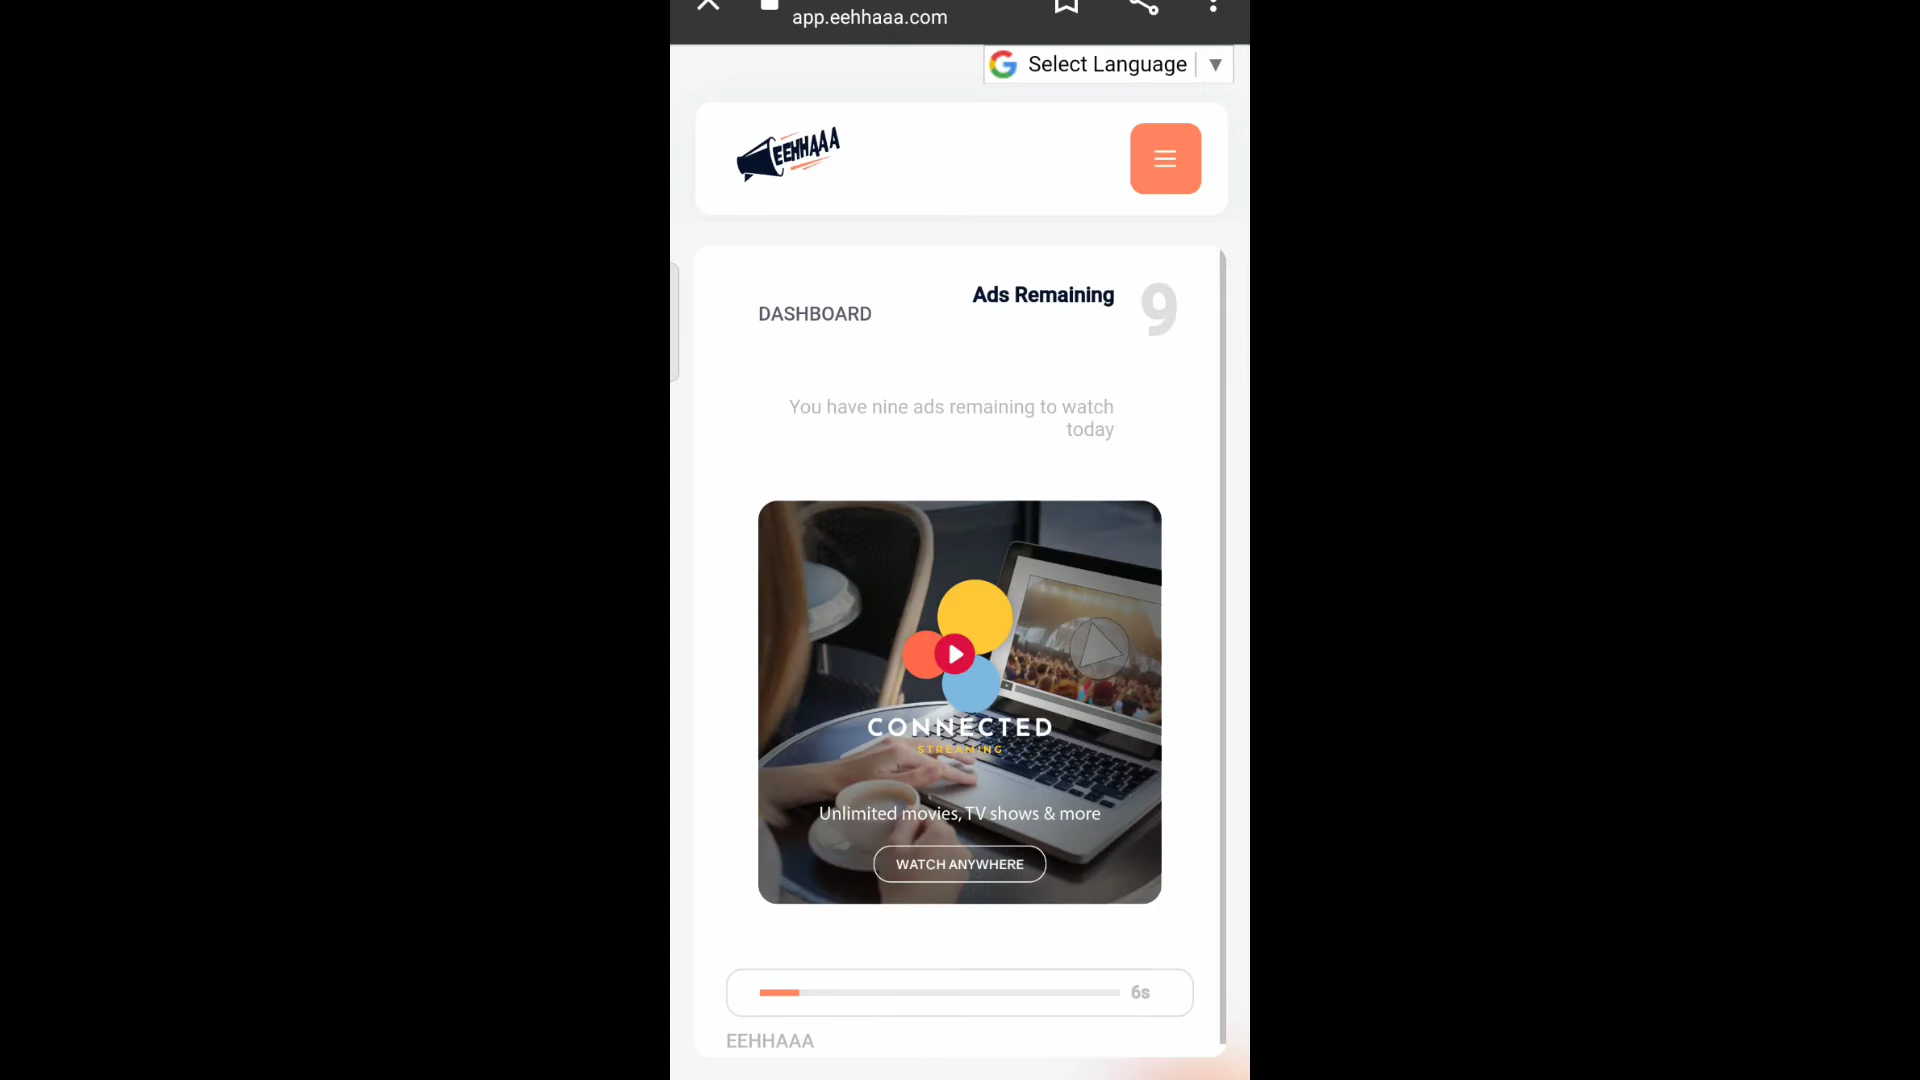 app.eehhaaa.com
Select Language
EEHHAAA
Ads Remaining
9
DASHBOARD
You have nine ads remaining to watch
today
CONNECTED
STREAMING
Unlimited movies, TV shows & more
WATCH ANYWHERE
6s
EEHHAAA